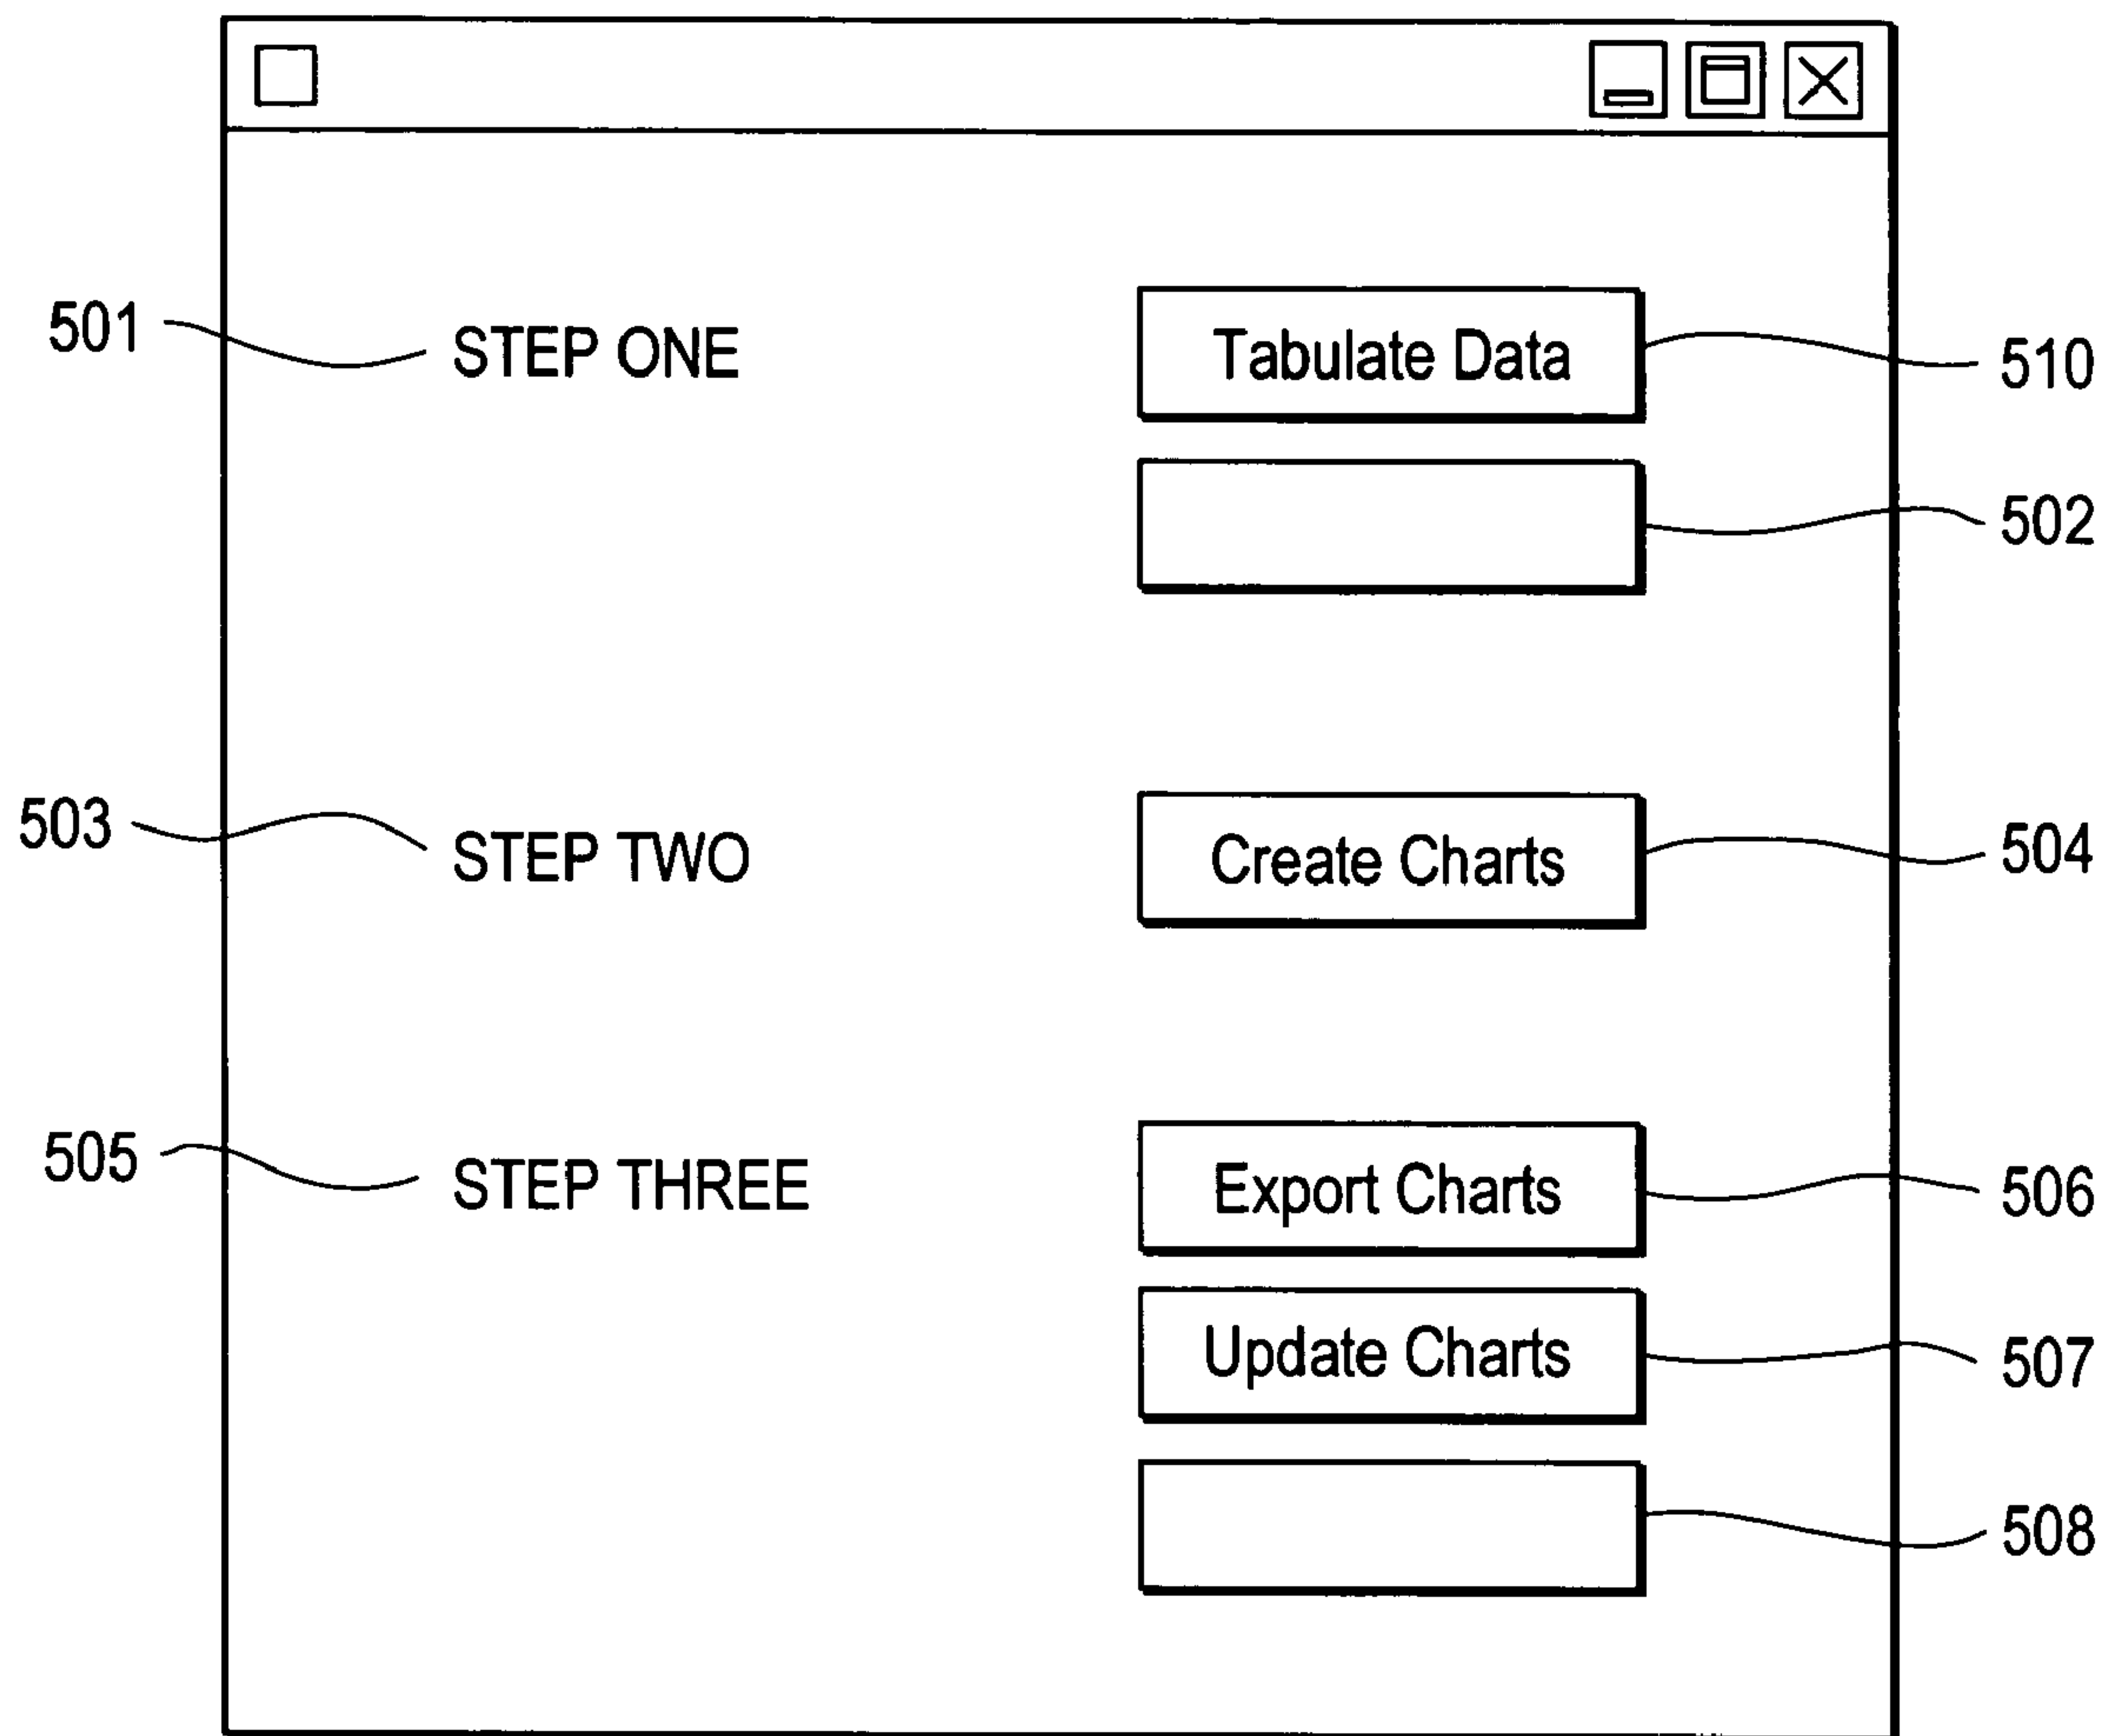 501 STEP ONE Tabulate Data 510
502
503 STEP TWO Create Charts 504
505 STEP THREE Export Charts 506
Update Charts 507
508